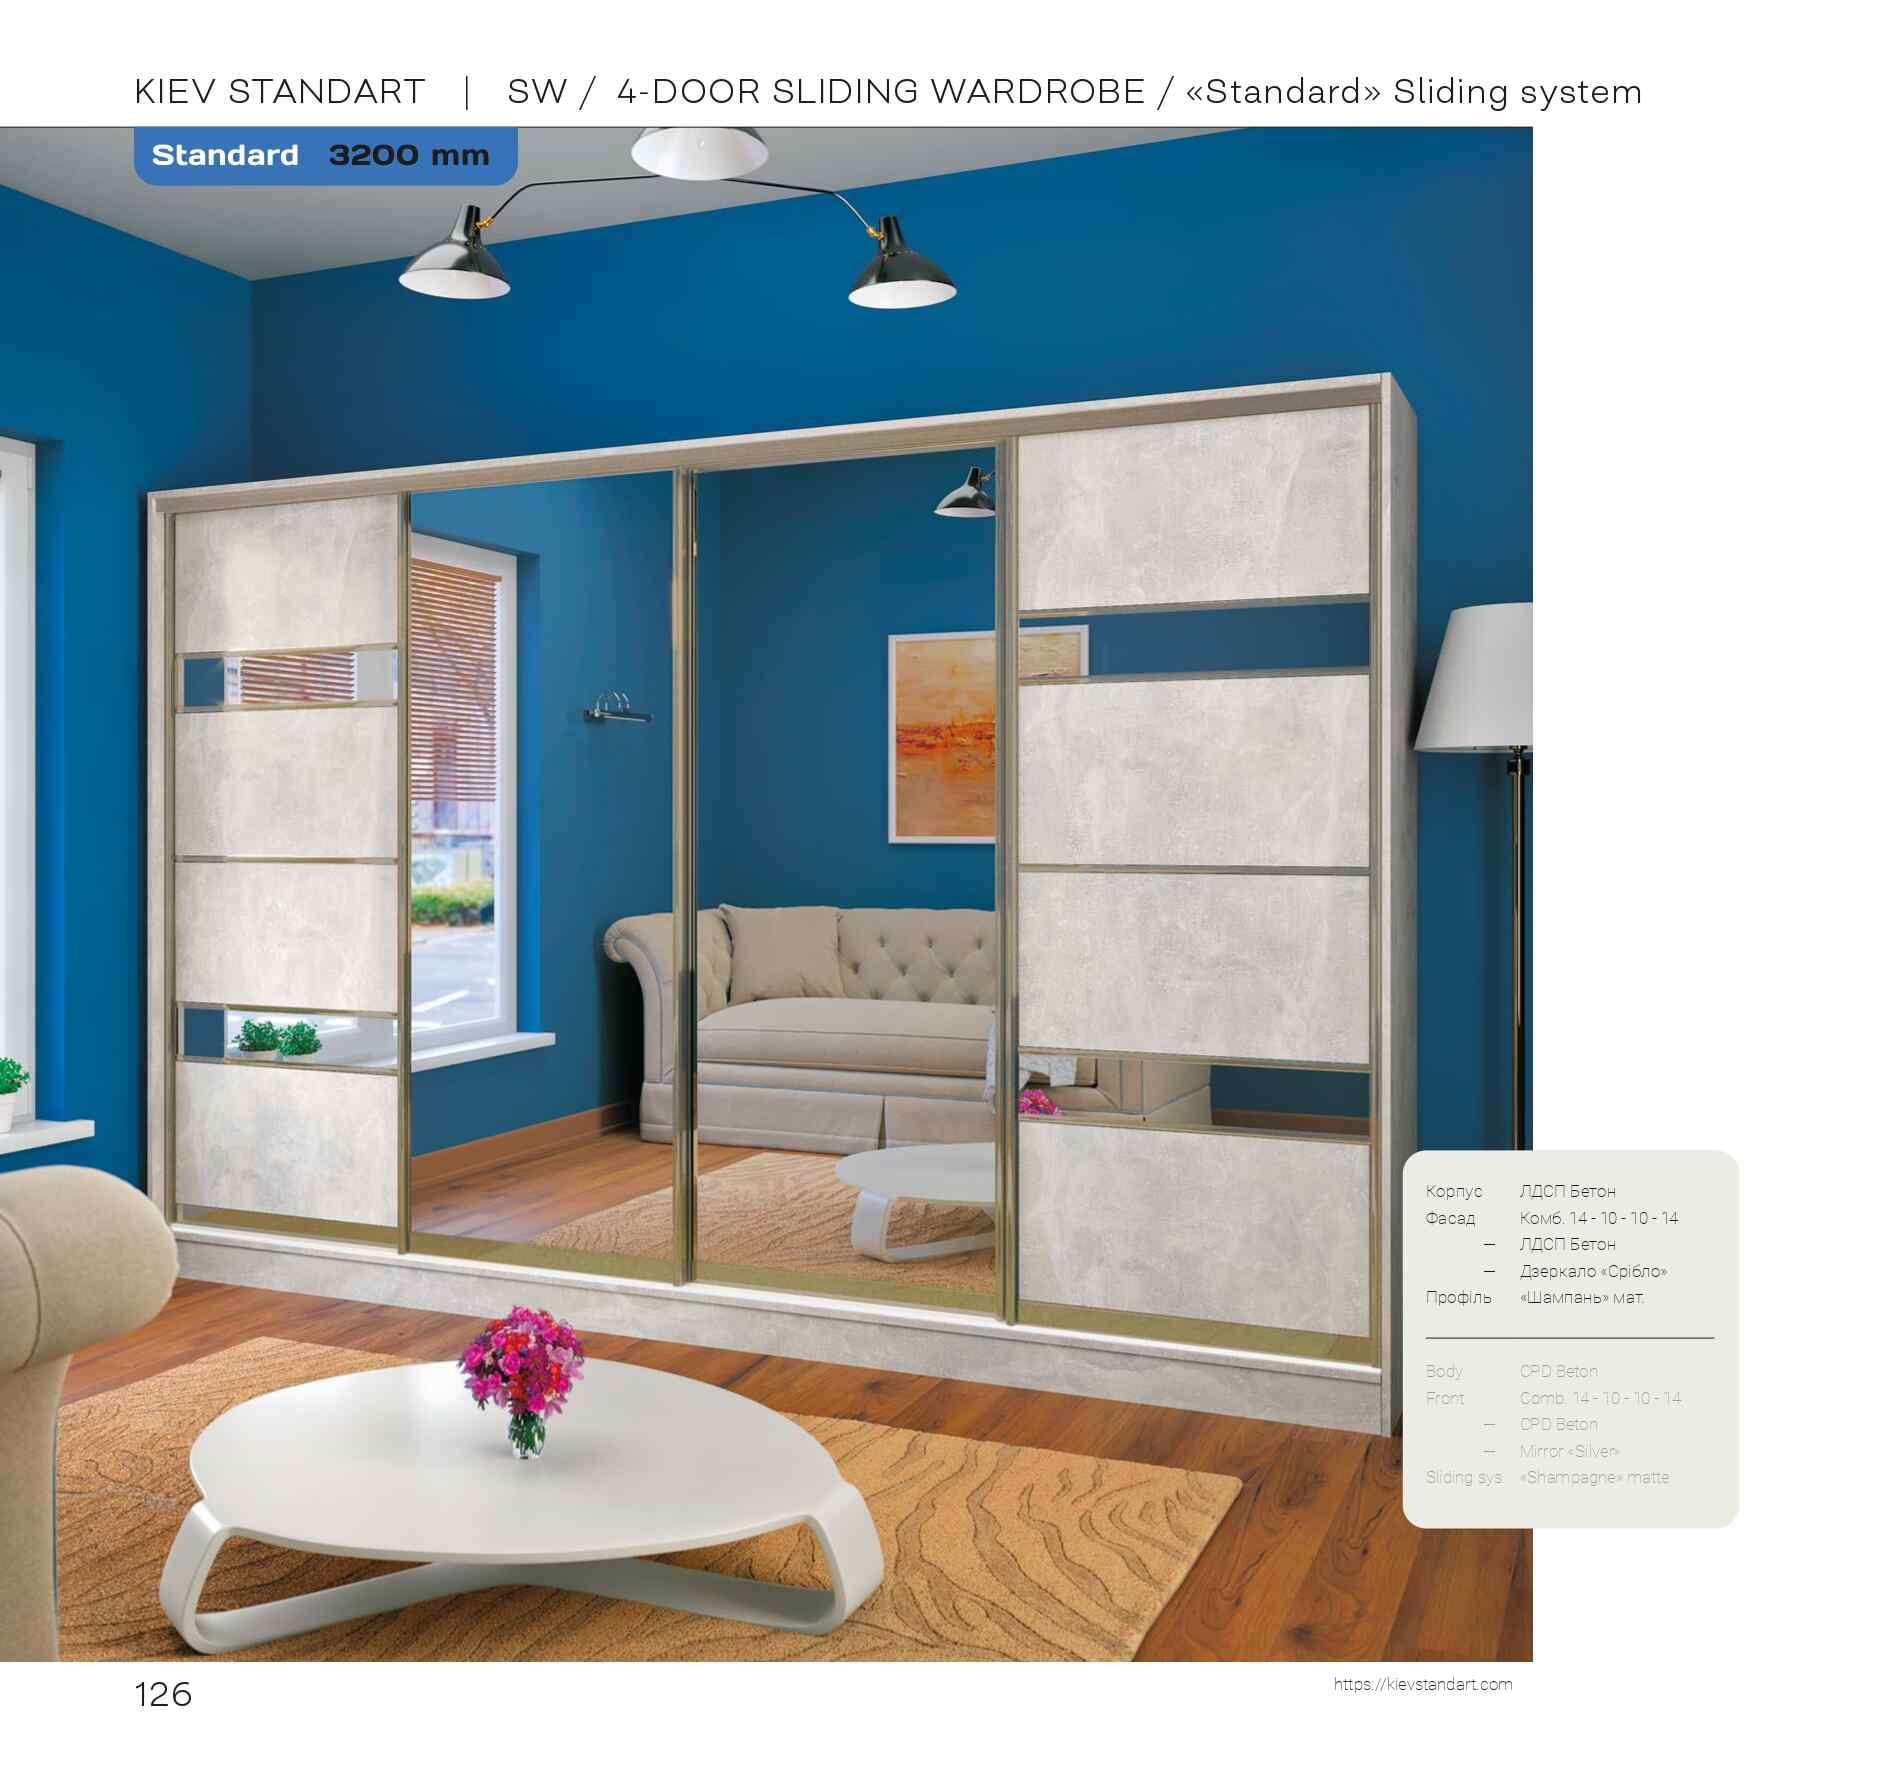 KIEV STANDART | SW / 4-DOOR SLIDING WARDROBE / «Standard» Sliding system
Standard 3200 mm
Корпус ЛДСП Бетон
Фасад Комб. 14 - 10 - 10 - 14
– ЛДСП Бетон
– Дзеркало «Срібло»
Профіль «Шампань» мат.
Body CPD Beton
Front Comb. 14 - 10 - 10 - 14
– CPD Beton
– Mirror «Silver»
Sliding sys. «Shampagne» matte
126
https://kievstandart.com